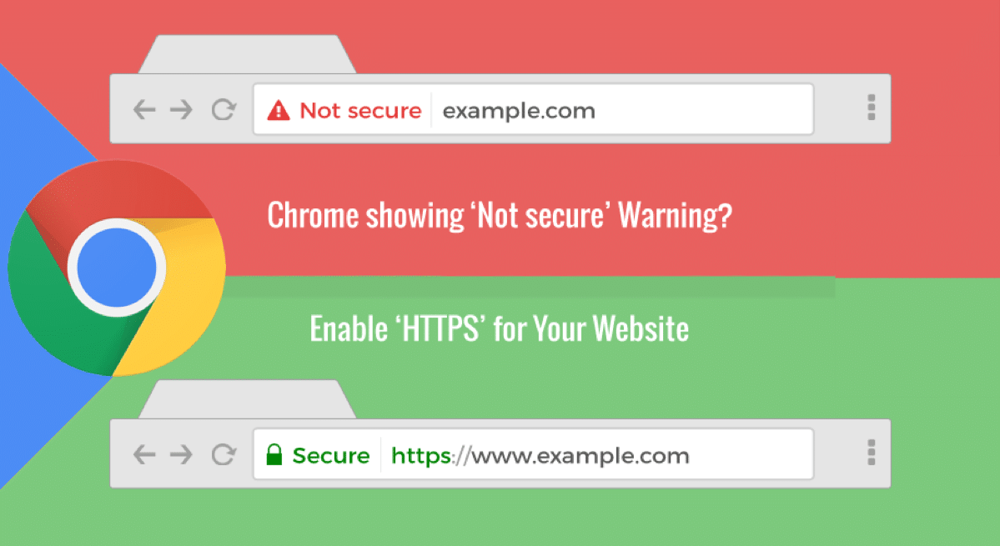 Not secure example.com
Chrome showing ‘Not secure’ Warning?
Enable ‘HTTPS’ for Your Website
Secure https://www.example.com